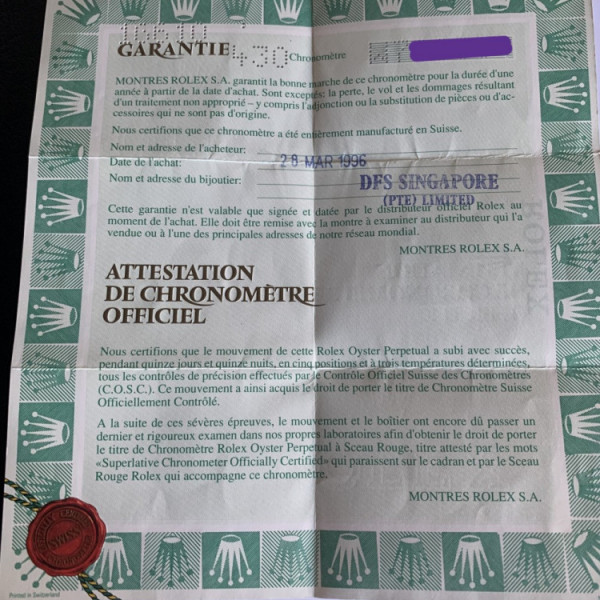 16610
GARANTIE 430 Chronomètre
MONTRES ROLEX S.A. garantit la bonne marche de ce chronomètre pour la durée d'une
année à partir de la date d'achat. Sont exceptés: la perte, le vol et les dommages résultant
d'un traitement non approprié – y compris l'adjonction ou la substitution de pièces ou d'ac-
cessoires qui ne sont pas d'origine.
Nous certifions que ce chronomètre a été entièrement manufacturé en Suisse.
Nom et adresse de l'acheteur:
Date de l'achat: 28 MAR 1996
Nom et adresse du bijoutier: DFS SINGAPORE
(PTE) LIMITED
Cette garantie n'est valable que signée et datée par le distributeur officiel Rolex au
moment de l'achat. Elle doit être remise avec la montre à examiner au distributeur qui l'a
vendue ou à l'une des principales adresses de notre réseau mondial.
MONTRES ROLEX S.A.
ATTESTATION
DE CHRONOMÈTRE
OFFICIEL
Nous certifions que le mouvement de cette Rolex Oyster Perpetual a subi avec succès,
pendant quinze jours et quinze nuits, en cinq positions et à trois températures déterminées,
tous les contrôles de précision effectués par le Contrôle Officiel Suisse des Chronomètres
(C.O.S.C.). Ce mouvement a ainsi acquis le droit de porter le titre de Chronomètre Suisse
Officiellement Contrôlé.
A la suite de ces sévères épreuves, le mouvement et le boîtier ont encore dû passer un
dernier et rigoureux examen dans nos propres laboratoires afin d'obtenir le droit de porter
le titre de Chronomètre Rolex Oyster Perpetual à Sceau Rouge, titre attesté par les mots
«Superlative Chronometer Officially Certified» qui paraissent sur le cadran et par le Sceau
Rouge Rolex qui accompagne ce chronomètre.
MONTRES ROLEX S.A.
ROLEX
SWISS
Printed in Switzerland